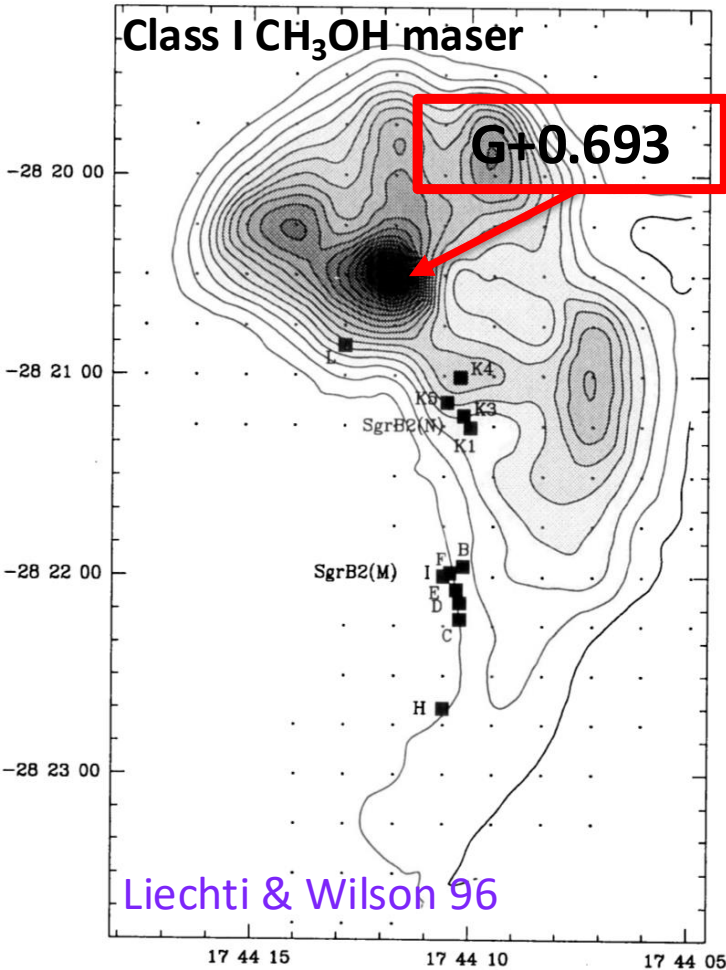 Class I CH₃OH maser
G+0.693
-28 20 00
-28 21 00
L
K4
K5
K3
SgrB2(N)
K1
-28 22 00
SgrB2(M)
I
F
B
E
D
C
H
-28 23 00
Liechti & Wilson 96
17 44 15
17 44 10
17 44 05